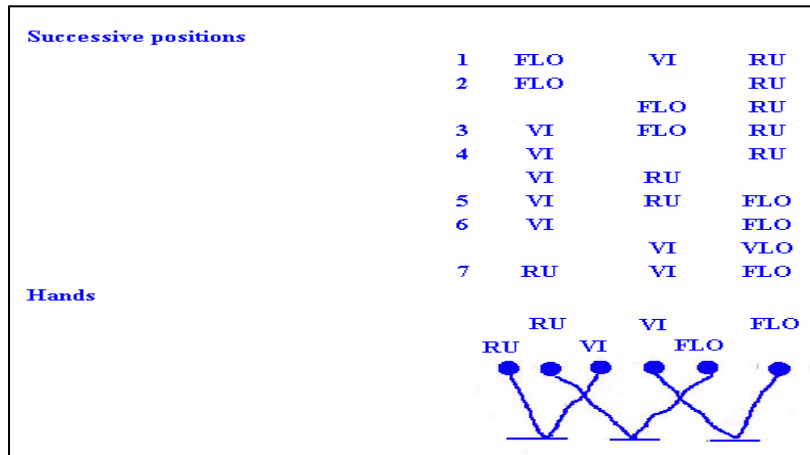 Successive positions
1 FLO VI RU
2 FLO RU
FLO RU
3 VI FLO RU
4 VI RU
VI RU
5 VI RU FLO
6 VI FLO
VI VLO
7 RU VI FLO
Hands
RU VI FLO
RU VI FLO